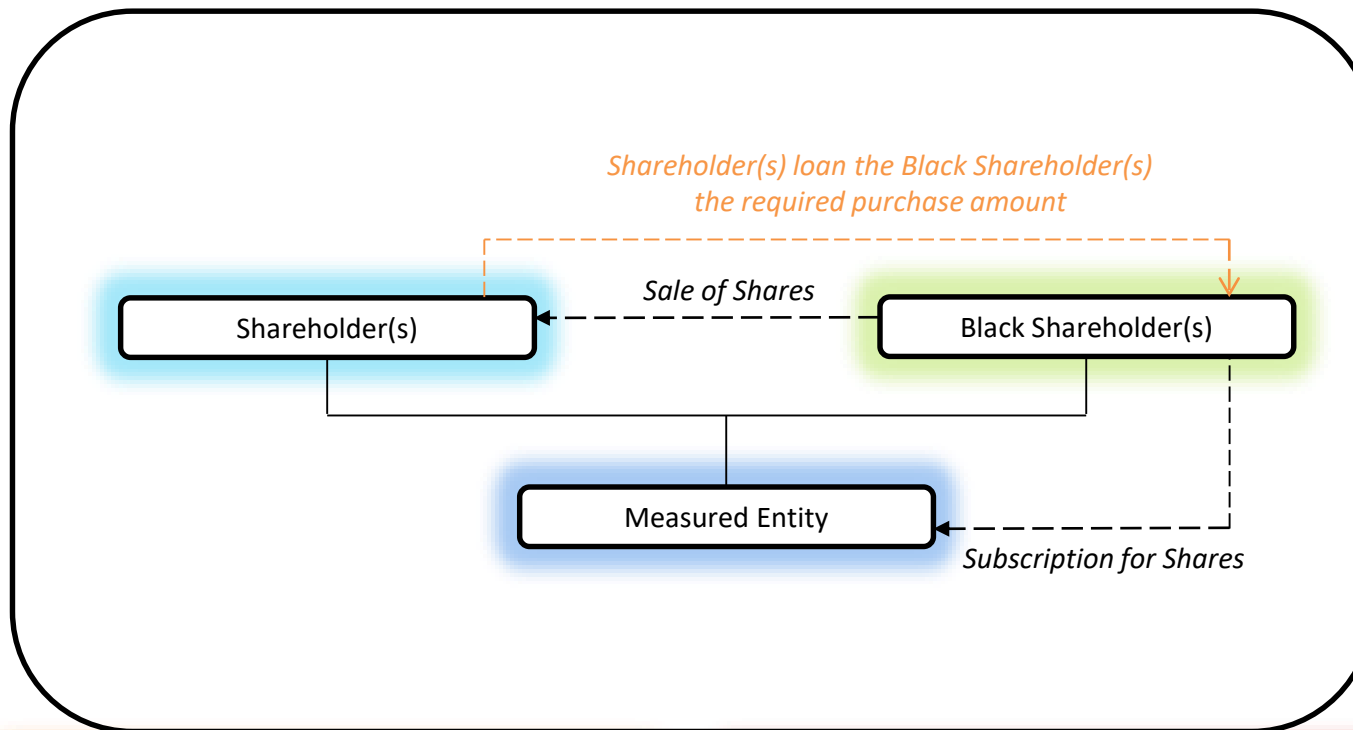 Shareholder(s) loan the Black Shareholder(s)
the required purchase amount
Sale of Shares
Shareholder(s)
Black Shareholder(s)
Measured Entity
Subscription for Shares